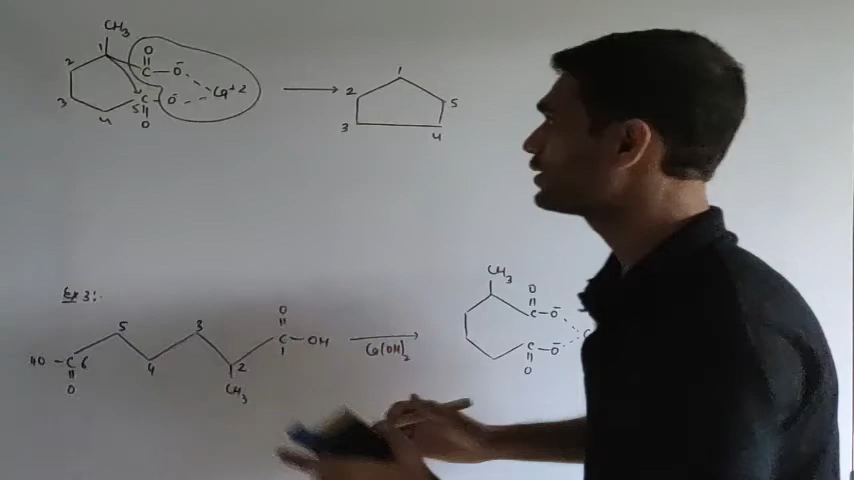 CH₃
1 O
2 C – O⁻
Ca⁺²
3 4 5 C – O⁻
O
1
2 5
3 4
Ex 3:-
CH₃
O
C – O⁻
C – O⁻
O
O
5 3 C – OH
HO – C 6 4 2
O CH₃
Ca(OH)₂